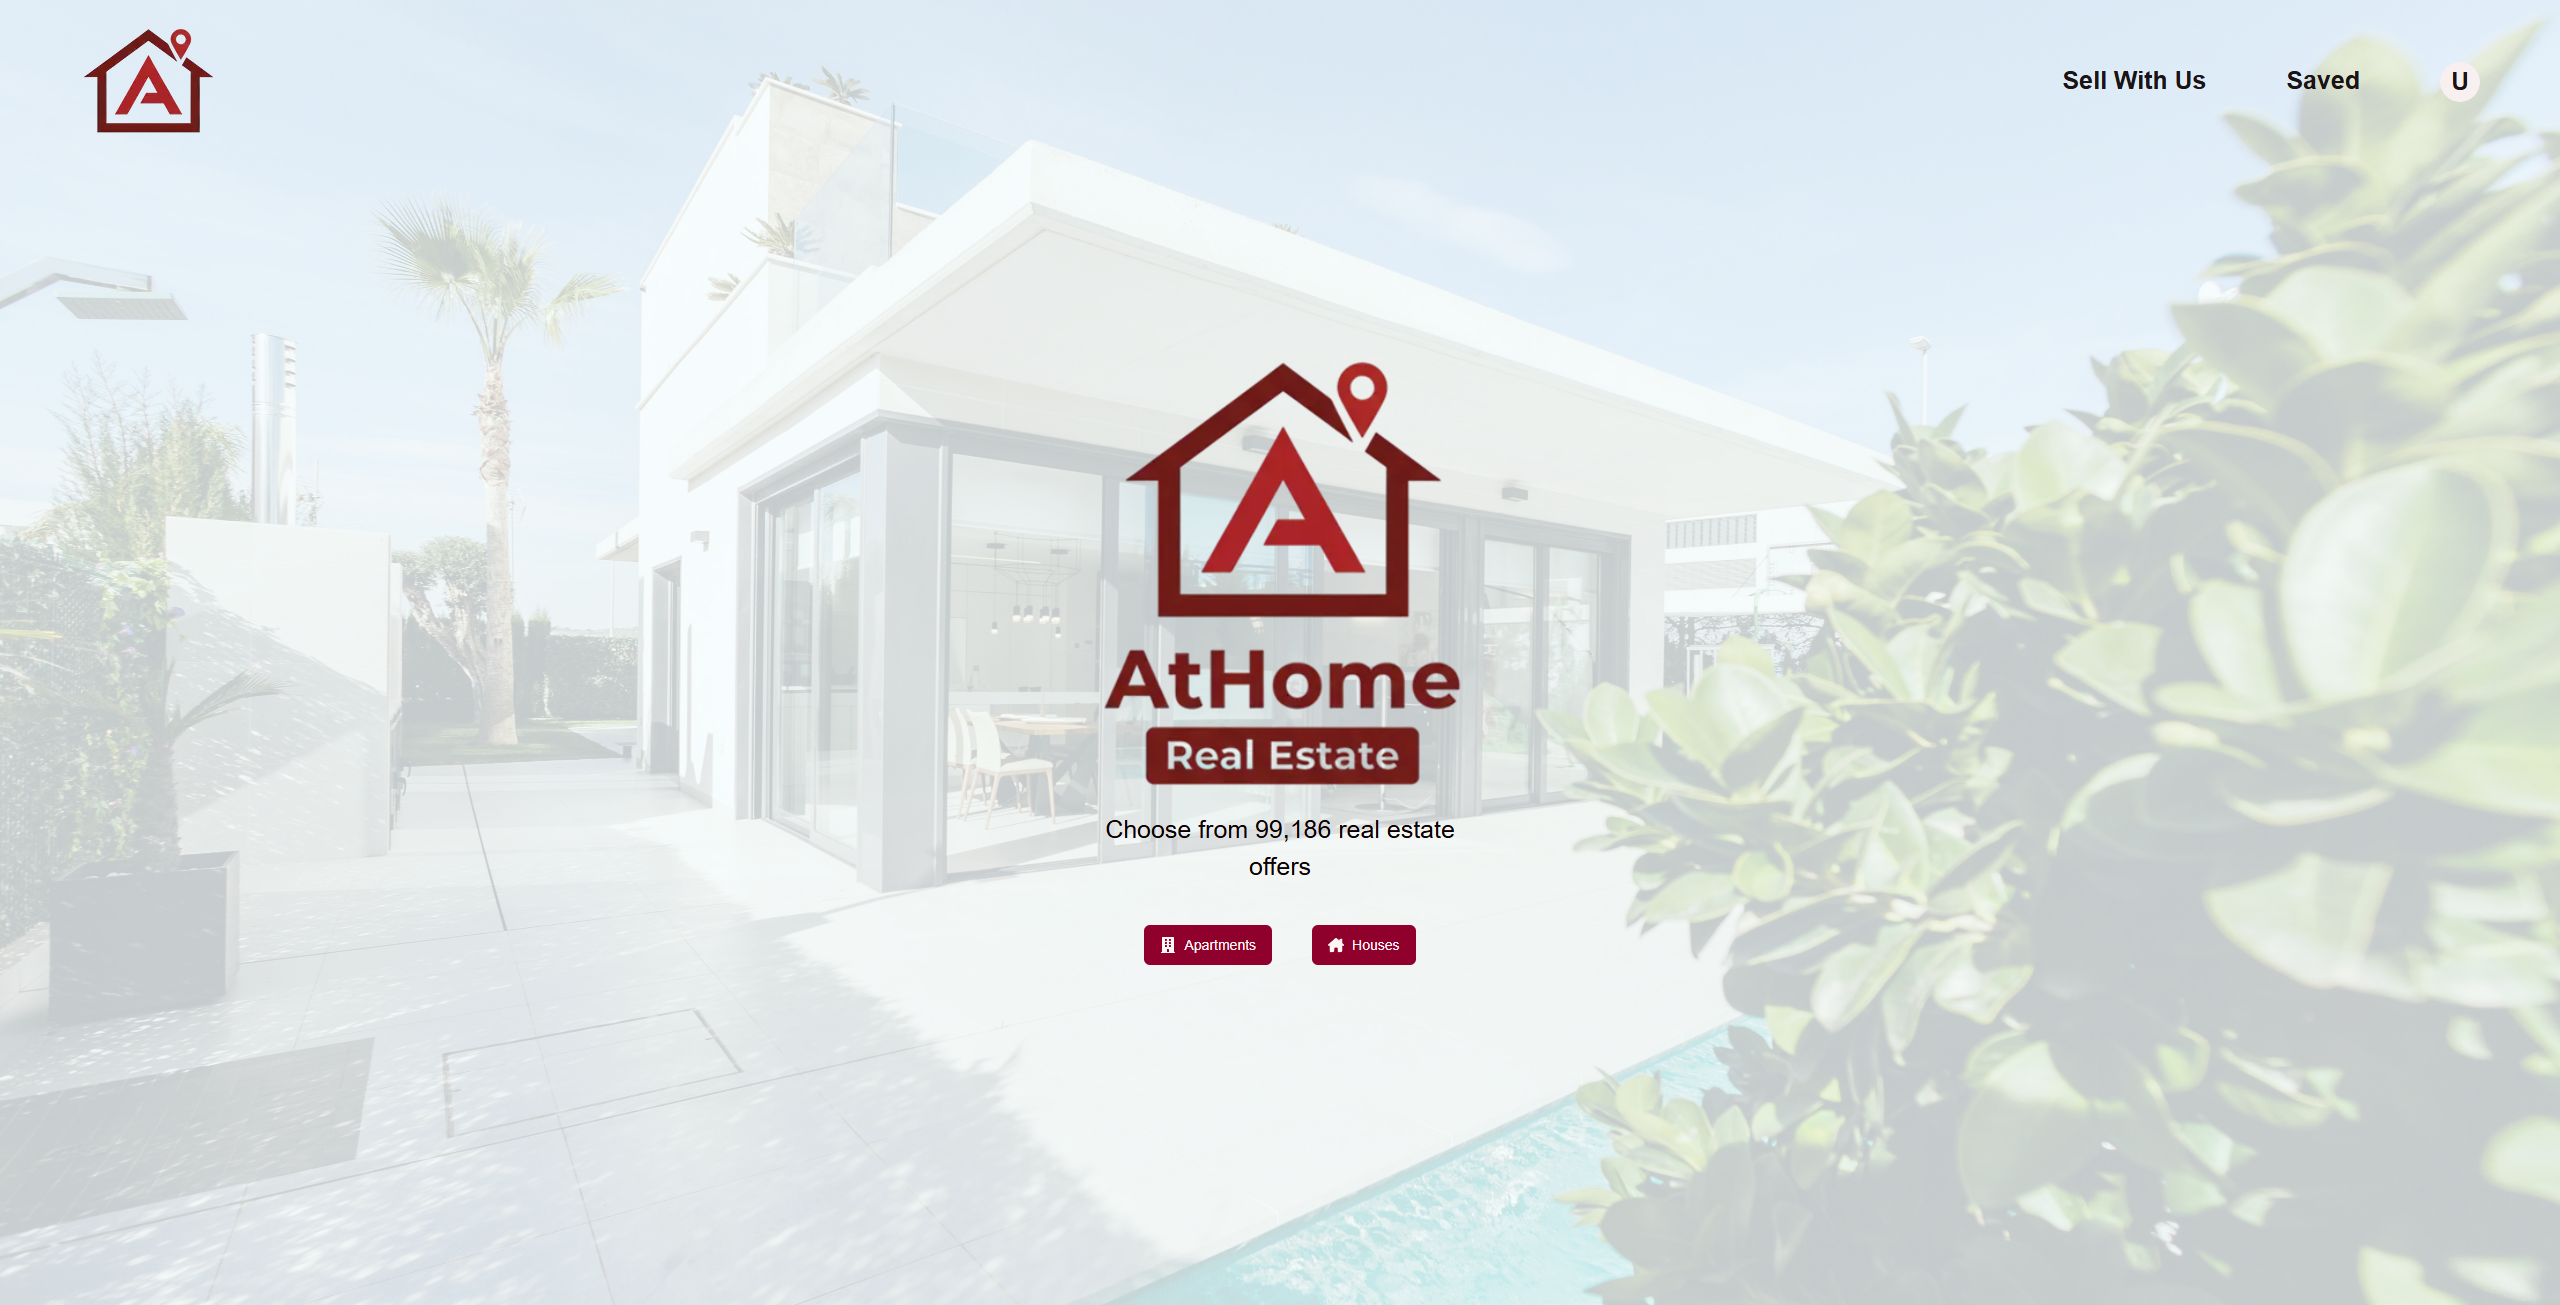 A
Sell With Us
Saved
U
A
AtHome
Real Estate
Choose from 99,186 real estate
offers
Apartments
Houses